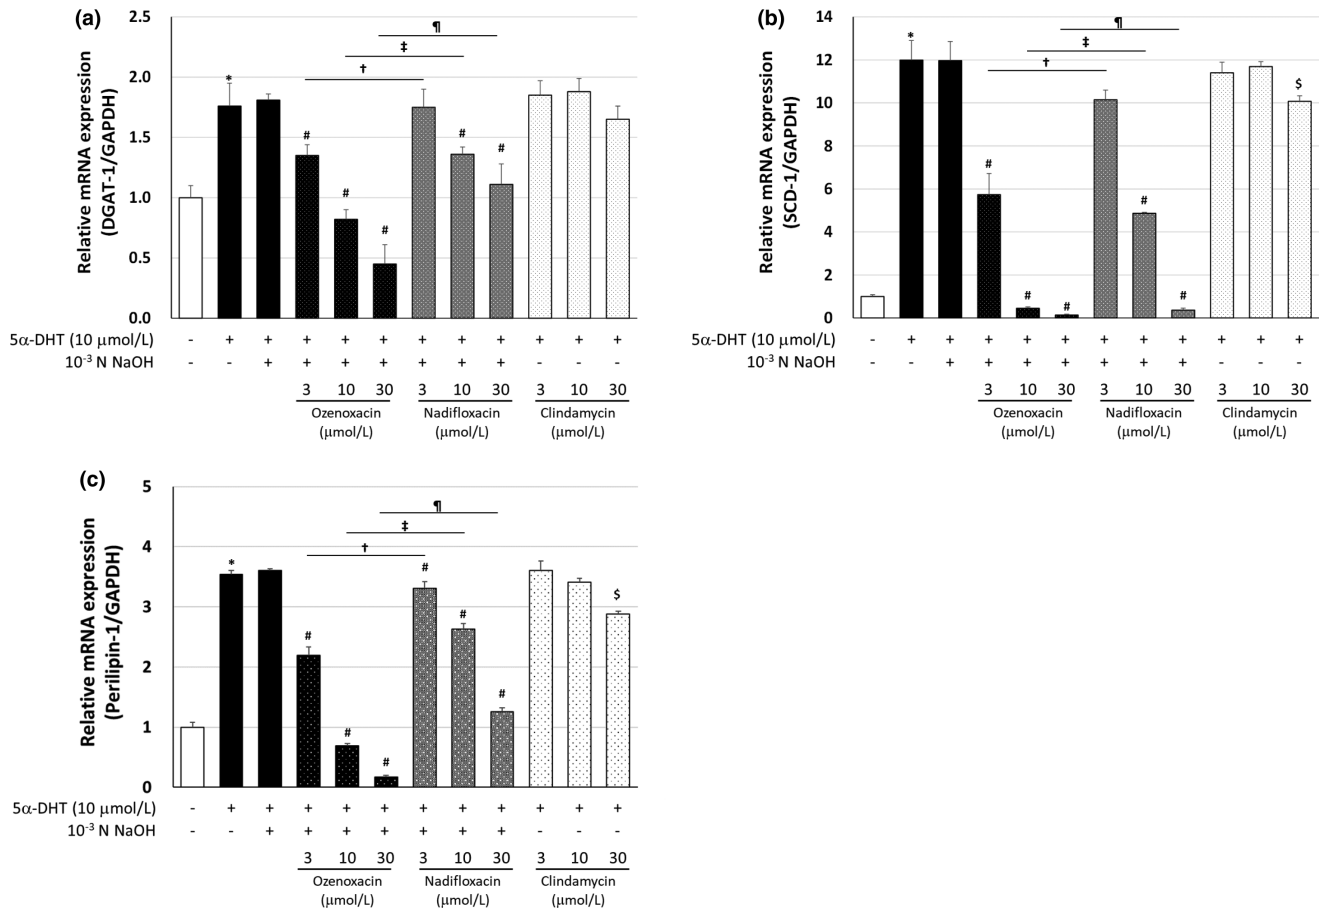 (a)
Relative mRNA expression
(DGAT-1/GAPDH)
2.5
2.0
1.5
1.0
0.5
0.0
* # # # # # † ‡ ¶
5α-DHT (10 μmol/L) - + + + + + + + + + + +
10-3 N NaOH - - + + + + + + + - - -
3 10 30 3 10 30 3 10 30
Ozenoxacin Nadifloxacin Clindamycin
(μmol/L) (μmol/L) (μmol/L)
(b)
Relative mRNA expression
(SCD-1/GAPDH)
14
12
10
8
6
4
2
0
* # # # # # $ † ‡ ¶
5α-DHT (10 μmol/L) - + + + + + + + + + + +
10-3 N NaOH - - + + + + + + + - - -
3 10 30 3 10 30 3 10 30
Ozenoxacin Nadifloxacin Clindamycin
(μmol/L) (μmol/L) (μmol/L)
(c)
Relative mRNA expression
(Perilipin-1/GAPDH)
5
4
3
2
1
0
* # # # # # # $ † ‡ ¶
5α-DHT (10 μmol/L) - + + + + + + + + + + +
10-3 N NaOH - - + + + + + + + - - -
3 10 30 3 10 30 3 10 30
Ozenoxacin Nadifloxacin Clindamycin
(μmol/L) (μmol/L) (μmol/L)